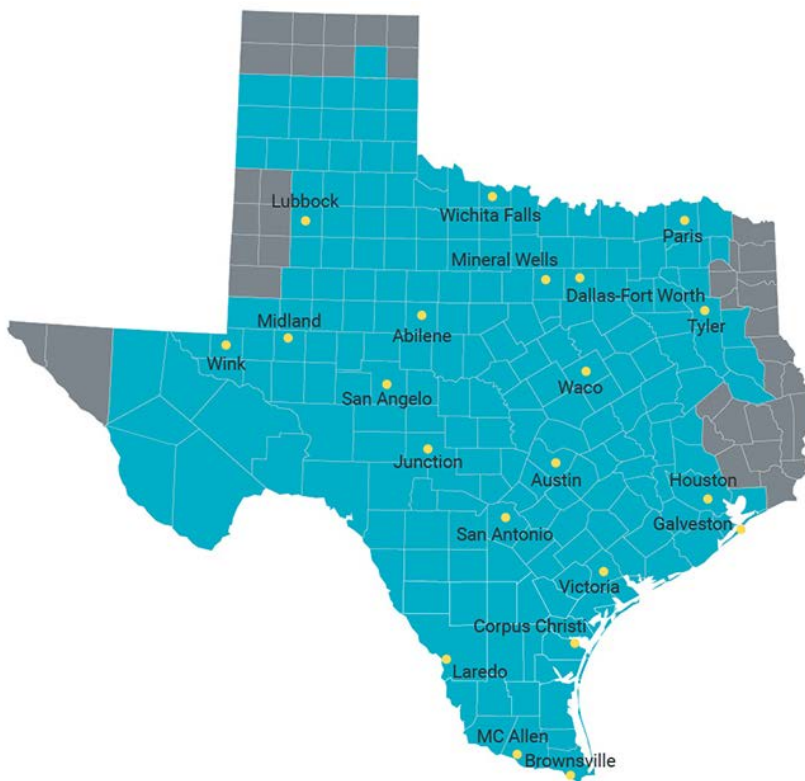 Lubbock
Wichita Falls
Paris
Mineral Wells
Dallas-Fort Worth
Tyler
Midland
Abilene
Wink
Waco
San Angelo
Junction
Austin
Houston
San Antonio
Galveston
Victoria
Corpus Christi
Laredo
MC Allen
Brownsville